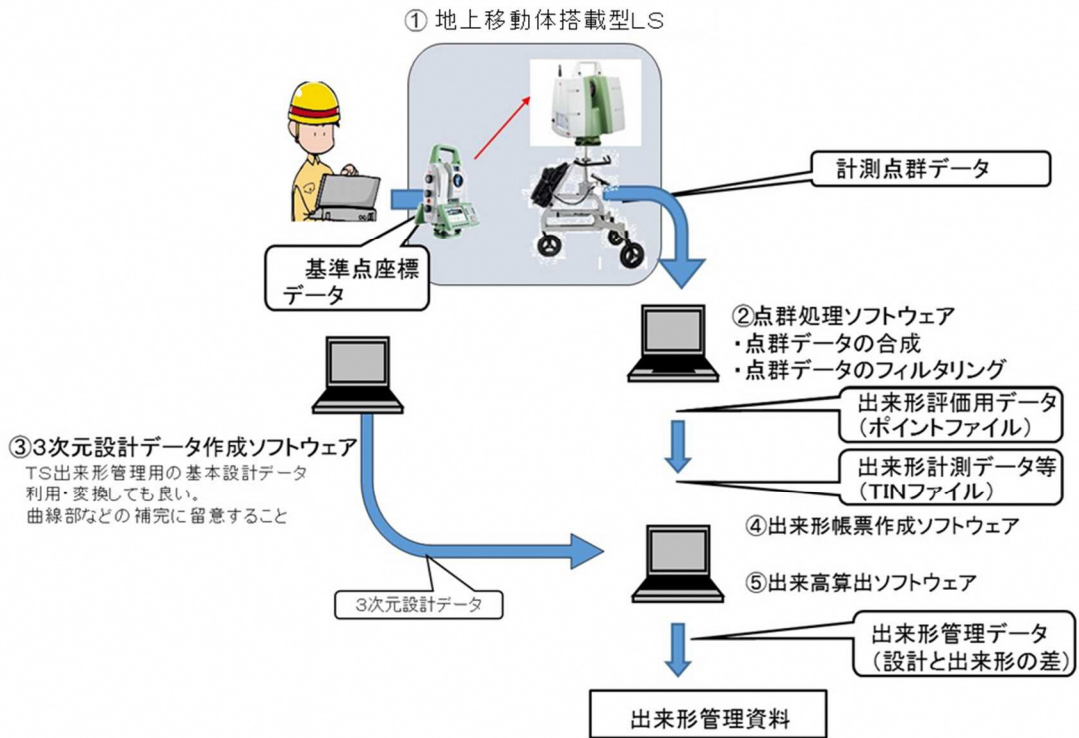 ① 地上移動体搭載型LS
計測点群データ
基準点座標
データ
②点群処理ソフトウェア
・点群データの合成
・点群データのフィルタリング
出来形評価用データ
(ポイントファイル)
③3次元設計データ作成ソフトウェア
TS出来形管理用の基本設計データ
利用・変換しても良い。
曲線部などの補完に留意すること
出来形計測データ等
(TINファイル)
④出来形帳票作成ソフトウェア
⑤出来高算出ソフトウェア
3次元設計データ
出来形管理データ
(設計と出来形の差)
出来形管理資料